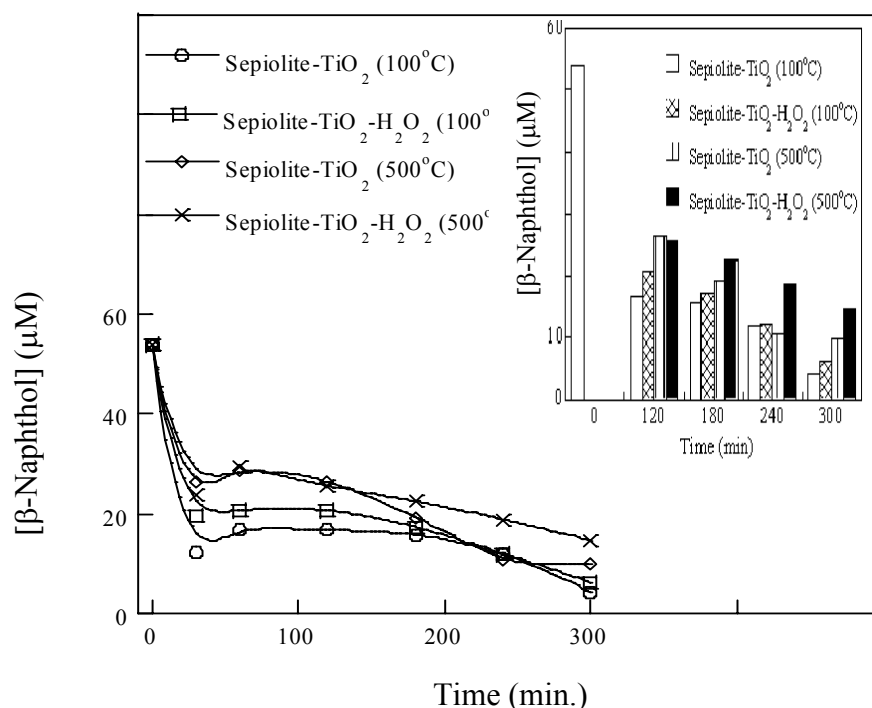 Sepiolite-TiO2 (100°C)
Sepiolite-TiO2-H2O2 (100°
Sepiolite-TiO2 (500°C)
Sepiolite-TiO2-H2O2 (500°
[β-Naphthol] (μM)
60
40
20
0
0
100
200
300
Time (min.)
60
10
0
[β-Naphthol] (μM)
Sepiolite-TiO2 (100°C)
Sepiolite-TiO2-H2O2 (100°C)
Sepiolite-TiO2 (500°C)
Sepiolite-TiO2-H2O2 (500°C)
0 120 180 240 300
Time (min)